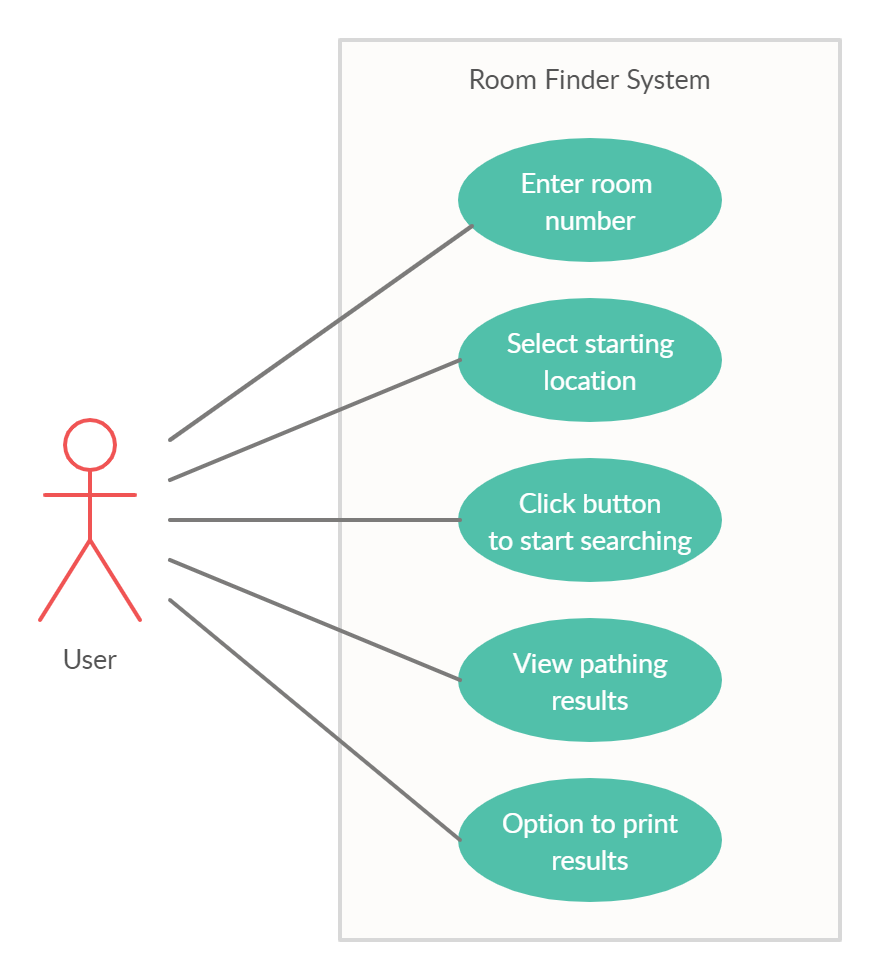 Room Finder System
Enter room
number
Select starting
location
Click button
to start searching
User
View pathing
results
Option to print
results